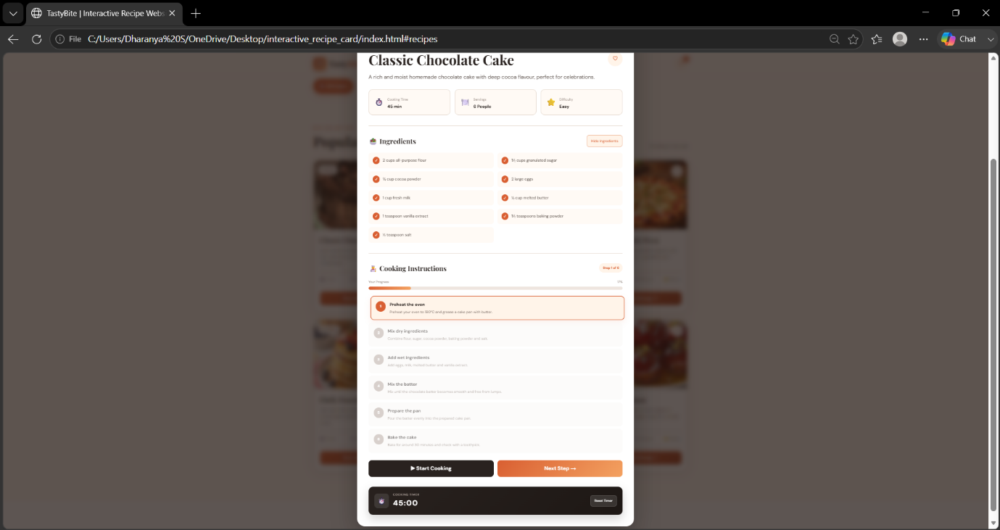 TastyBite | Interactive Recipe Webs
File C:/Users/Dharanya%20S/OneDrive/Desktop/interactive_recipe_card/index.html#recipes
Chat
Classic Chocolate Cake
A rich and moist homemade chocolate cake with deep cocoa flavour, perfect for celebrations.
Cooking Time
45 min
Servings
6 People
Difficulty
Easy
Ingredients
Hide Ingredients
2 cups all-purpose flour
1½ cups granulated sugar
cup cocoa powder
2 large eggs
1 cup fresh milk
½ cup melted butter
1 teaspoon vanilla extract
1½ teaspoons baking powder
½ teaspoon salt
Cooking Instructions
Step 1 of 6
Your Progress
17%
1
Preheat the oven
Preheat your oven to 180°C and grease a cake pan with butter.
2
Mix dry ingredients
Combine flour, sugar, cocoa powder, baking powder and salt.
3
Add wet ingredients
Add eggs, milk, melted butter and vanilla extract.
4
Mix the batter
Mix until the chocolate batter becomes smooth and free from lumps.
5
Prepare the pan
Pour the batter evenly into the prepared cake pan.
6
Bake the cake
Bake for around 30 minutes and check with a toothpick.
▶ Start Cooking
Next Step →
COOKING TIMER
45:00
Reset Timer